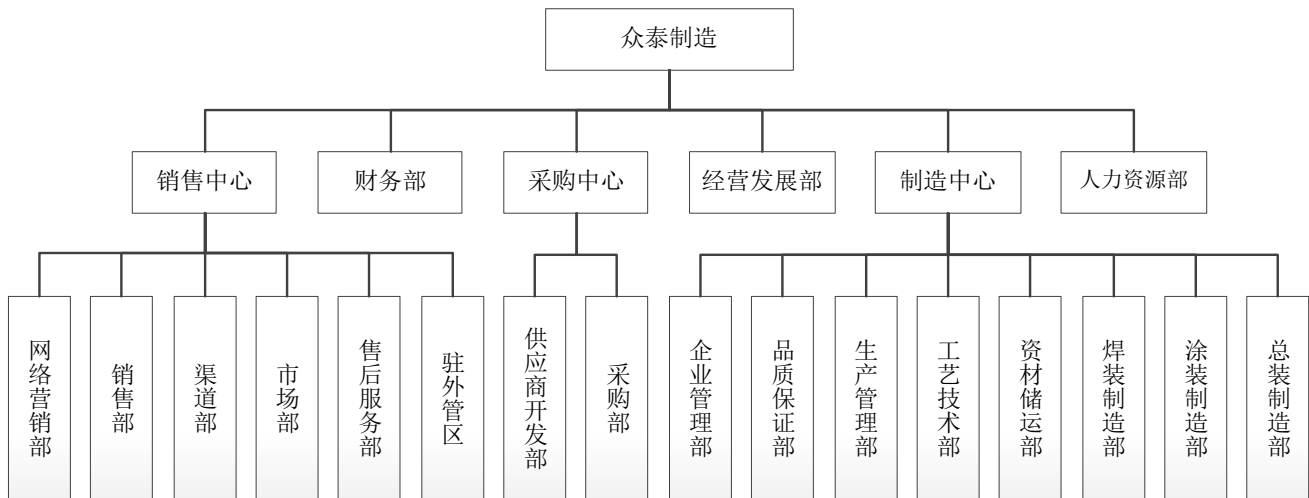 众泰制造
销售中心
财务部
采购中心
经营发展部
制造中心
人力资源部
网络营销部
销售部
渠道部
市场部
售后服务部
驻外管区
供应商开发部
采购部
企业管理部
品质保证部
生产管理部
工艺技术部
资材储运部
焊装制造部
涂装制造部
总装制造部